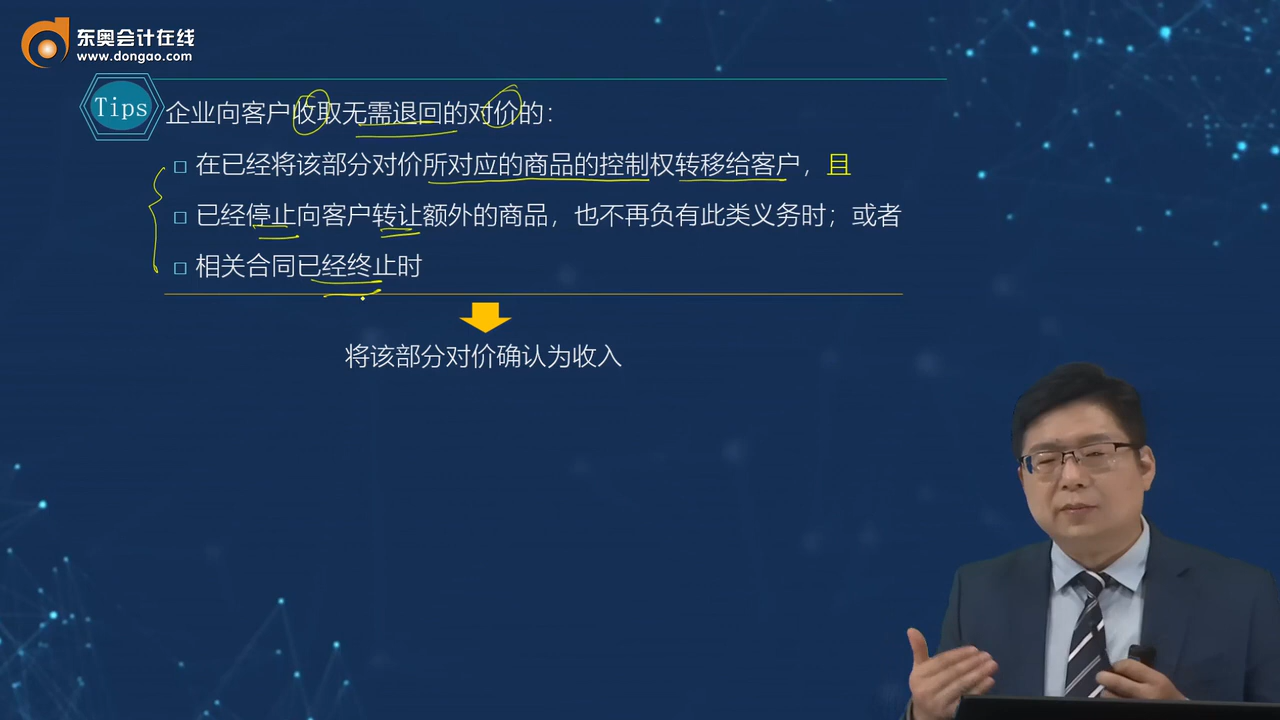 东奥会计在线
www.dongao.com
Tips 企业向客户收取无需退回的对价的：
在已经将该部分对价所对应的商品的控制权转移给客户，且
已经停止向客户转让额外的商品，也不再负有此类义务时；或者
相关合同已经终止时
将该部分对价确认为收入